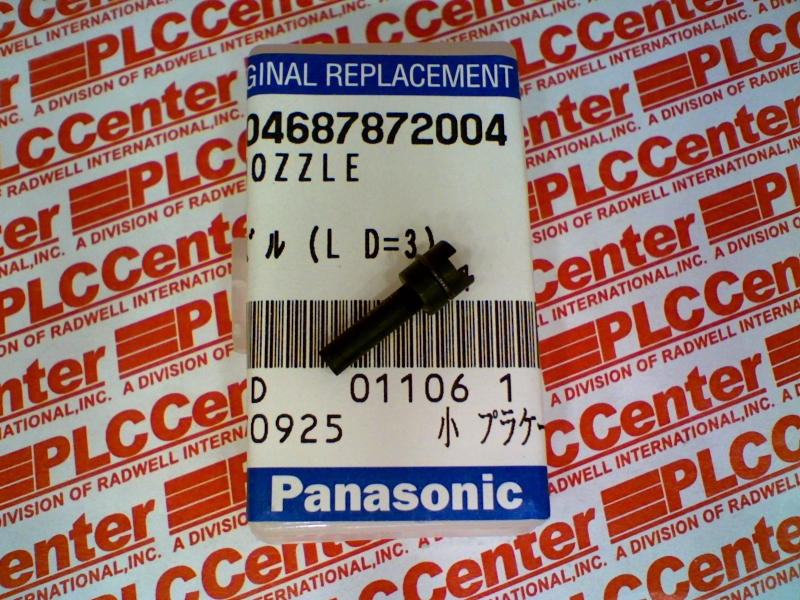 GINAL REPLACEMENT
04687872004
OZZLE
ズル (L D=3)
D 01106 1
0925 小 プラケー
Panasonic
PLCCenter
A DIVISION OF RADWELL INTERNATIONAL, INC.